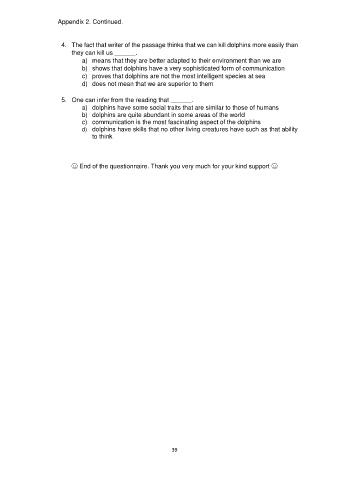 Appendix 2. Continued.
4. The fact that writer of the passage thinks that we can kill dolphins more easily than
they can kill us ______.
a) means that they are better adapted to their environment than we are
b) shows that dolphins have a very sophisticated form of communication
c) proves that dolphins are not the most intelligent species at sea
d) does not mean that we are superior to them
5. One can infer from the reading that ______.
a) dolphins have some social traits that are similar to those of humans
b) dolphins are quite abundant in some areas of the world
c) communication is the most fascinating aspect of the dolphins
d) dolphins have skills that no other living creatures have such as that ability
to think
☺ End of the questionnaire. Thank you very much for your kind support ☺
39